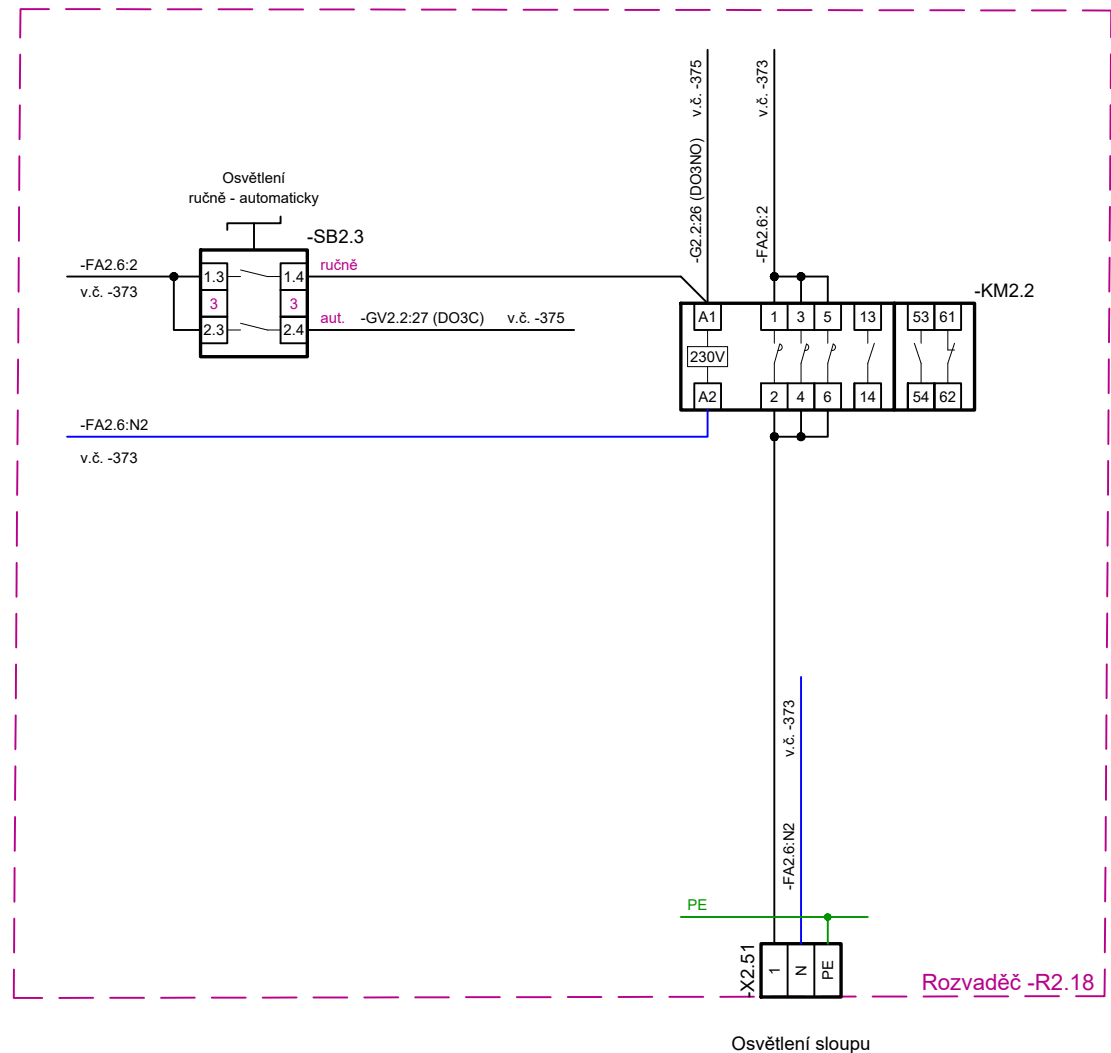 -G2.2:26 (DO3NO)
v.č. -375
-FA2.6:2
v.č. -373
Osvětlení
ručně - automaticky
-SB2.3
-FA2.6:2
v.č. -373
1.3
1.4
ručně
3
3
2.3
2.4
aut.
-GV2.2:27 (DO3C)
v.č. -375
-KM2.2
A1
1
3
5
13
53
61
230V
A2
2
4
6
14
54
62
-FA2.6:N2
v.č. -373
-FA2.6:N2
v.č. -373
PE
-X2.51
1
N
PE
Rozvaděč -R2.18
Osvětlení sloupu